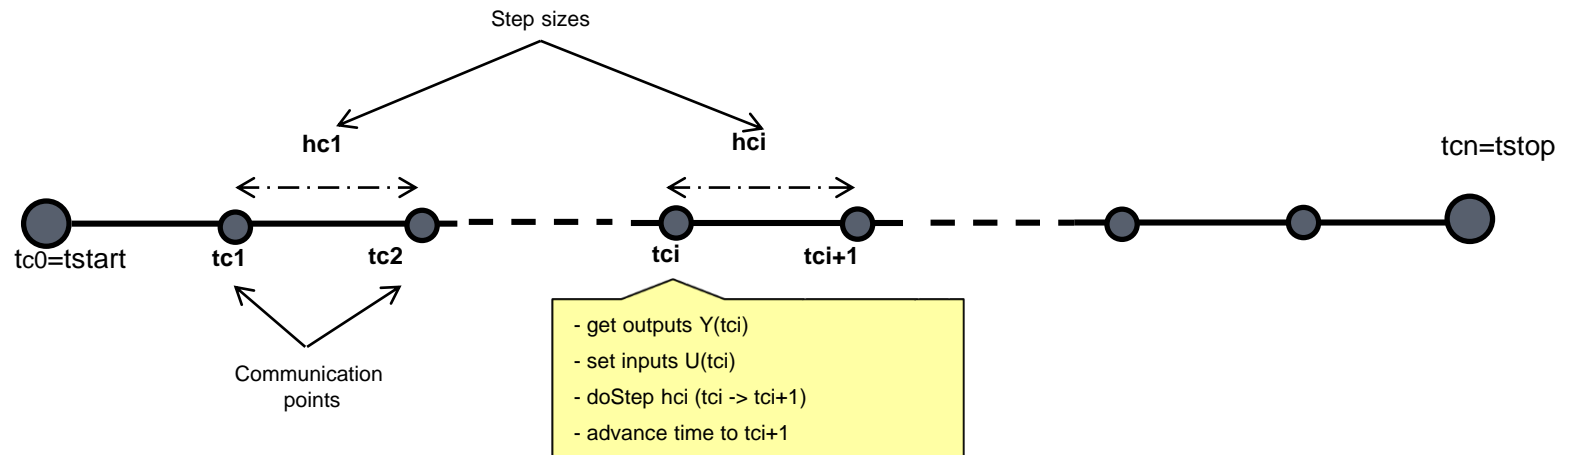 Step sizes
hc1
hci
tcn=tstop
tc0=tstart
tc1
tc2
tci
tci+1
Communication
points
- get outputs Y(tci)
- set inputs U(tci)
- doStep hci (tci -> tci+1)
- advance time to tci+1